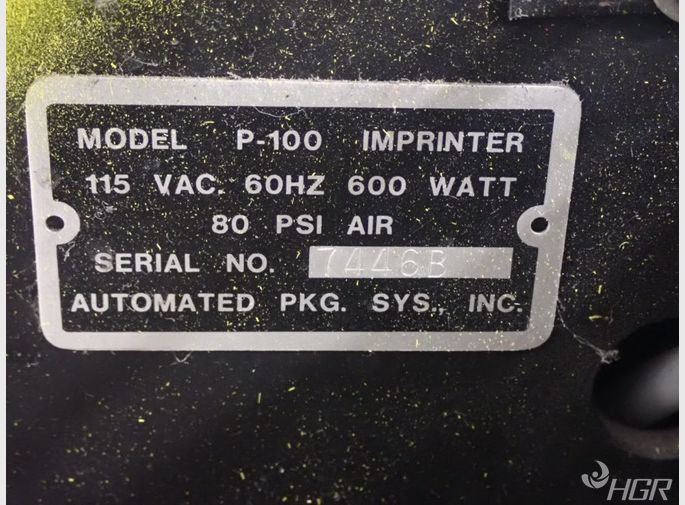 MODEL P-100 IMPRINTER
115 VAC. 60HZ 600 WATT
80 PSI AIR
SERIAL NO. 7446B
AUTOMATED PKG. SYS., INC.
HGR